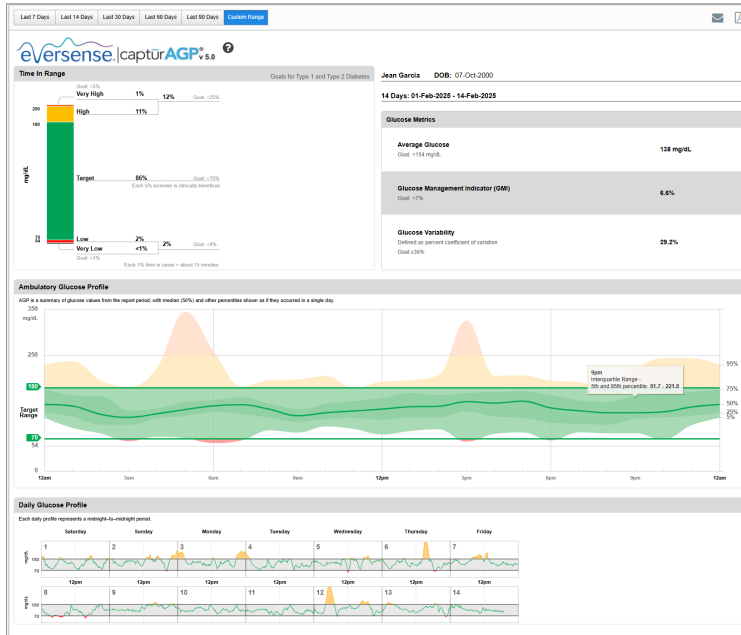 Last 7 Days Last 14 Days Last 30 Days Last 60 Days Last 90 Days Custom Range
eversense. | captürAGP® v 5.0 ?
Time In Range Goals for Type 1 and Type 2 Diabetes
Goal: <5%
Very High 1% 12% Goal: <25%
250
High 11%
180
mg/dL
Target 86% Goal: >70%
Each 5% increase is clinically beneficial
70 Low 2% 2% Goal: <4%
54 Very Low <1%
Goal: <1%
Each 1% time in range = about 15 minutes
Jean Garcia DOB: 07-Oct-2000
14 Days: 01-Feb-2025 - 14-Feb-2025
Glucose Metrics
Average Glucose 138 mg/dL
Goal: <154 mg/dL
Glucose Management Indicator (GMI) 6.6%
Goal: <7%
Glucose Variability
Defined as percent coefficient of variation 29.2%
Goal:≤36%
Ambulatory Glucose Profile
AGP is a summary of glucose values from the report period, with median (50%) and other percentiles shown as if they occurred in a single day.
350
mg/dL
250
180
Target
Range
70
54
0
95%
75%
50%
25%
5%
9pm
Interquartile Range -
5th and 95th percentile: 81.7 - 221.8
12am 3am 6am 9am 12pm 3pm 6pm 9pm 12am
Daily Glucose Profile
Each daily profile represents a midnight-to-midnight period.
Saturday Sunday Monday Tuesday Wednesday Thursday Friday
1 2 3 4 5 6 7
mg/dL
180
70
12pm 12pm 12pm 12pm 12pm 12pm 12pm
8 9 10 11 12 13 14
mg/dL
180
70